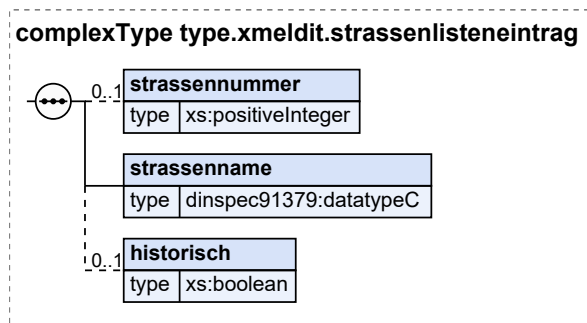 complexType type.xmeldit.strassenlisteneintrag
0..1
strassennummer
type xs:positiveInteger
strassenname
type dinspec91379:datatypeC
0..1
historisch
type xs:boolean